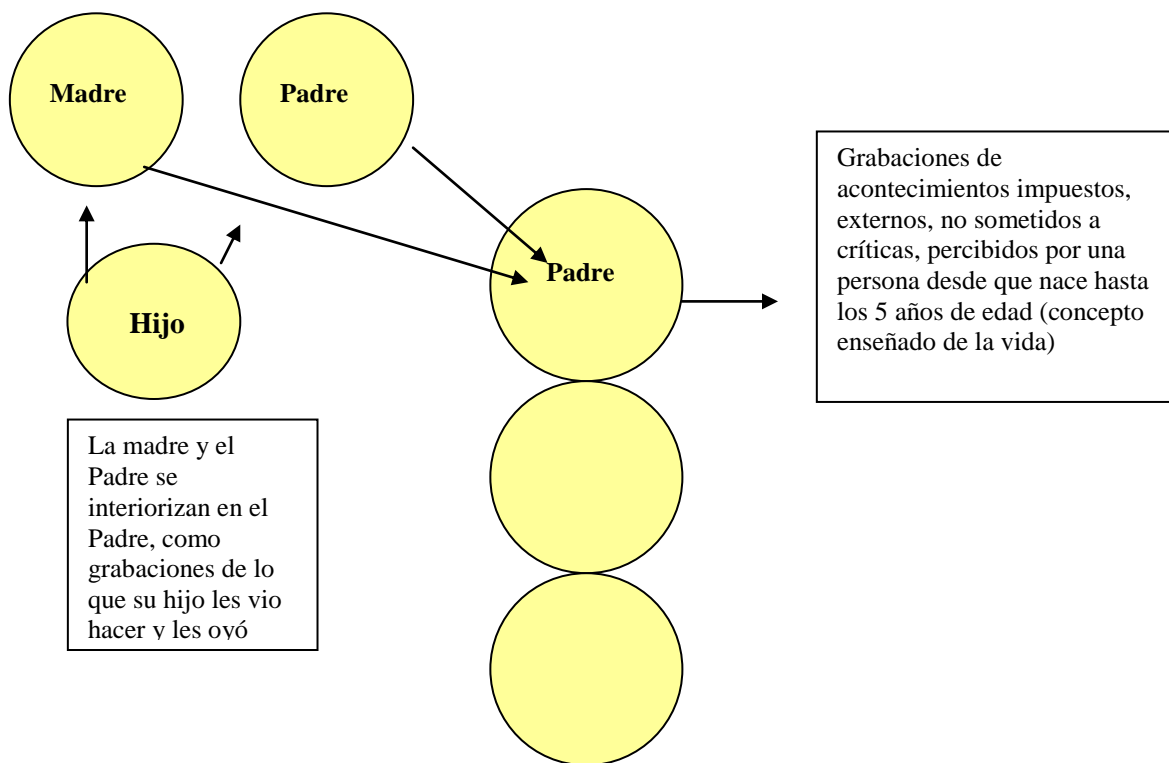 Madre
Padre
Hijo
Padre
Grabaciones de
acontecimientos impuestos,
externos, no sometidos a
críticas, percibidos por una
persona desde que nace hasta
los 5 años de edad (concepto
enseñado de la vida)
La madre y el
Padre se
interiorizan en el
Padre, como
grabaciones de lo
que su hijo les vio
hacer y les oyó